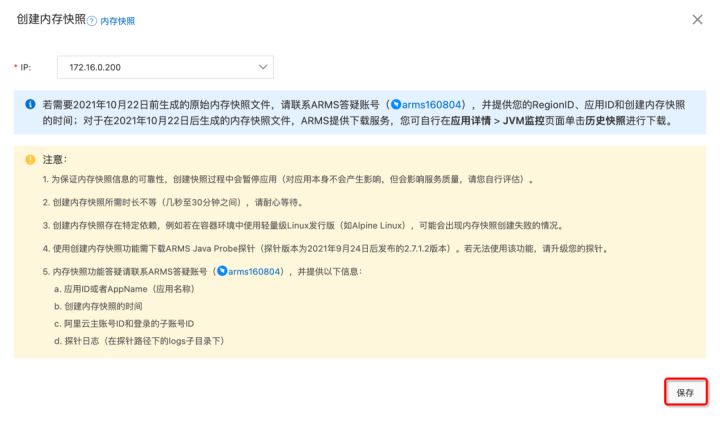 创建内存快照? 内存快照
* IP:
172.16.0.200
若需要2021年10月22日前生成的原始内存快照文件，请联系ARMS答疑账号（arms160804），并提供您的RegionID、应用ID和创建内存快照
的时间；对于在2021年10月22日后生成的内存快照文件，ARMS提供下载服务，您可自行在应用详情 > JVM监控页面单击历史快照进行下载。
注意：
1. 为保证内存快照信息的可靠性，创建快照过程中会暂停应用（对应用本身不会产生影响，但会影响服务质量，请您自行评估）。
2. 创建内存快照所需时长不等（几秒至30分钟之间），请耐心等待。
3. 创建内存快照存在特定依赖，例如若在容器环境中使用轻量级Linux发行版（如Alpine Linux），可能会出现内存快照创建失败的情况。
4. 使用创建内存快照功能需下载ARMS Java Probe探针（探针版本为2021年9月24日后发布的2.7.1.2版本）。若无法使用该功能，请升级您的探针。
5. 内存快照功能答疑请联系ARMS答疑账号（arms160804），并提供以下信息：
a. 应用ID或者AppName（应用名称）
b. 创建内存快照的时间
c. 阿里云主账号ID和登录的子账号ID
d. 探针日志（在探针路径下的logs子目录下）
保存